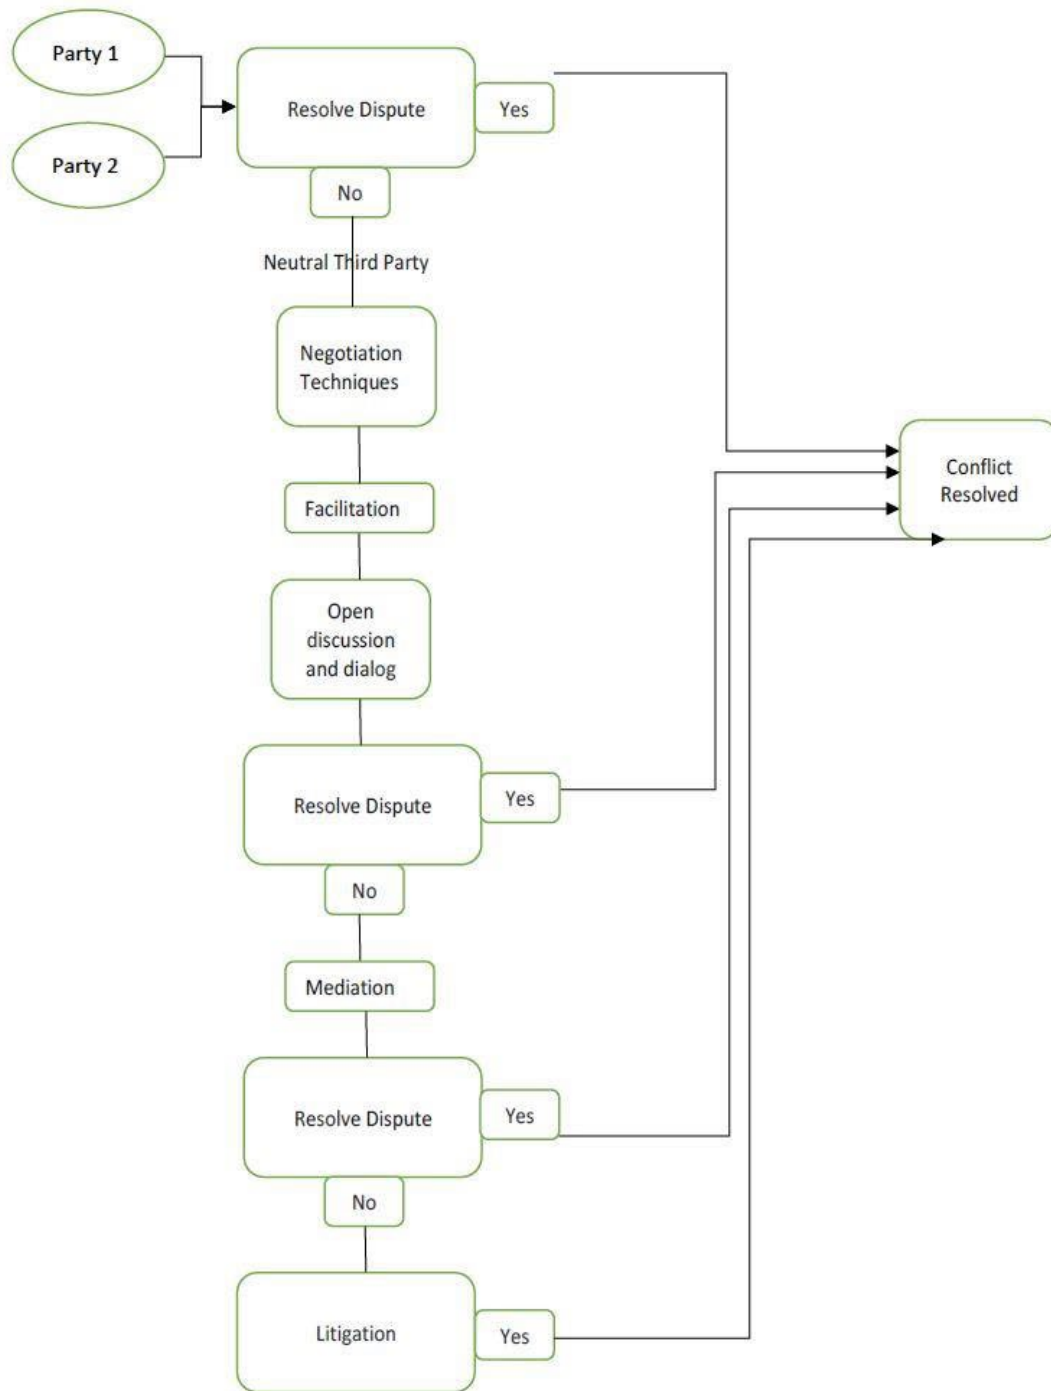 Party 1
Party 2
Resolve Dispute
Yes
No
Neutral Third Party
Negotiation
Techniques
Facilitation
Open
discussion
and dialog
Conflict
Resolved
Resolve Dispute
Yes
No
Mediation
Resolve Dispute
Yes
No
Litigation
Yes